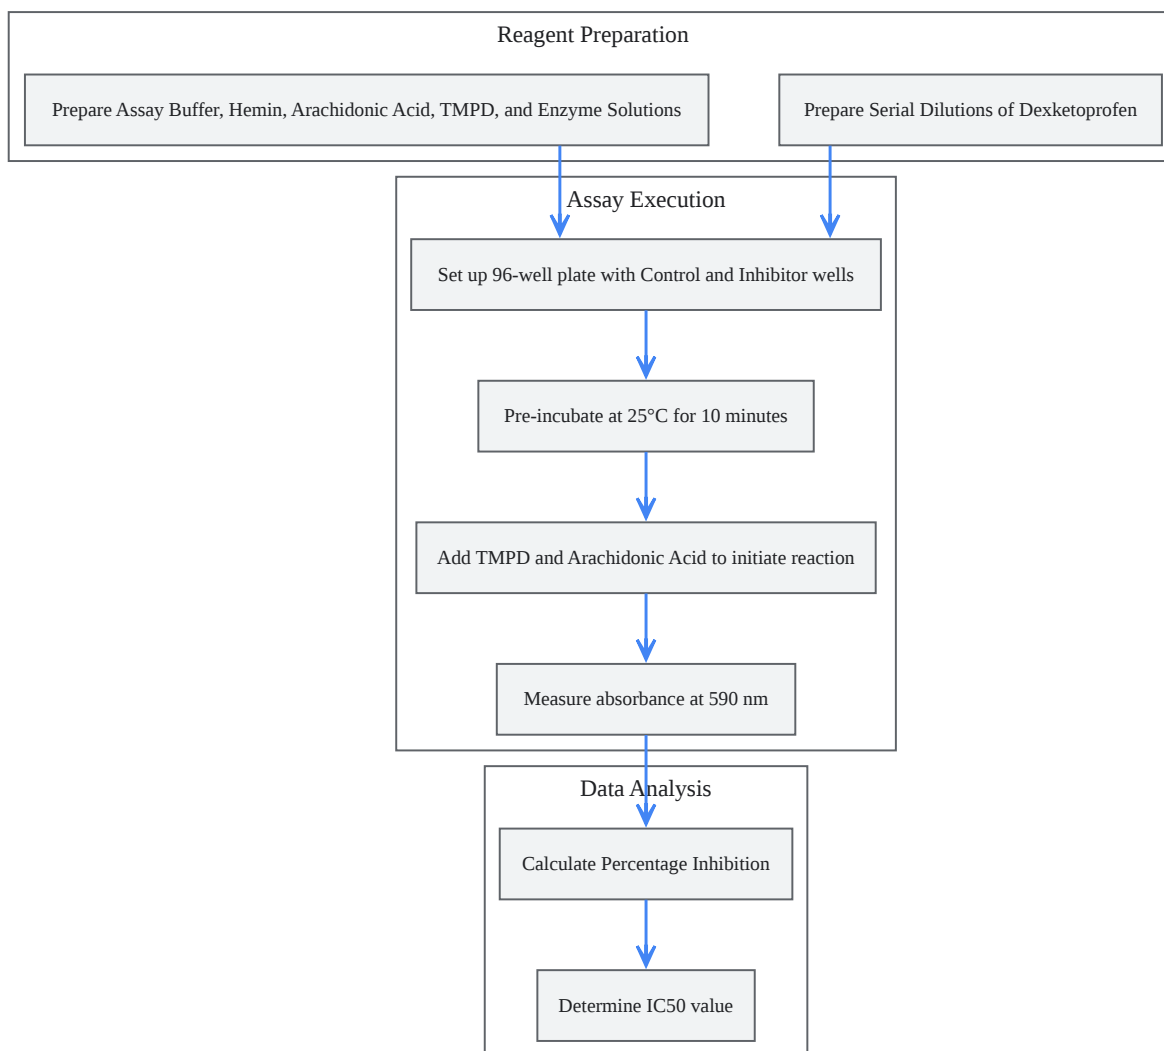 Reagent Preparation
Prepare Assay Buffer, Hemin, Arachidonic Acid, TMPD, and Enzyme Solutions
Prepare Serial Dilutions of Dexketoprofen
Assay Execution
Set up 96-well plate with Control and Inhibitor wells
Pre-incubate at 25°C for 10 minutes
Add TMPD and Arachidonic Acid to initiate reaction
Measure absorbance at 590 nm
Data Analysis
Calculate Percentage Inhibition
Determine IC50 value